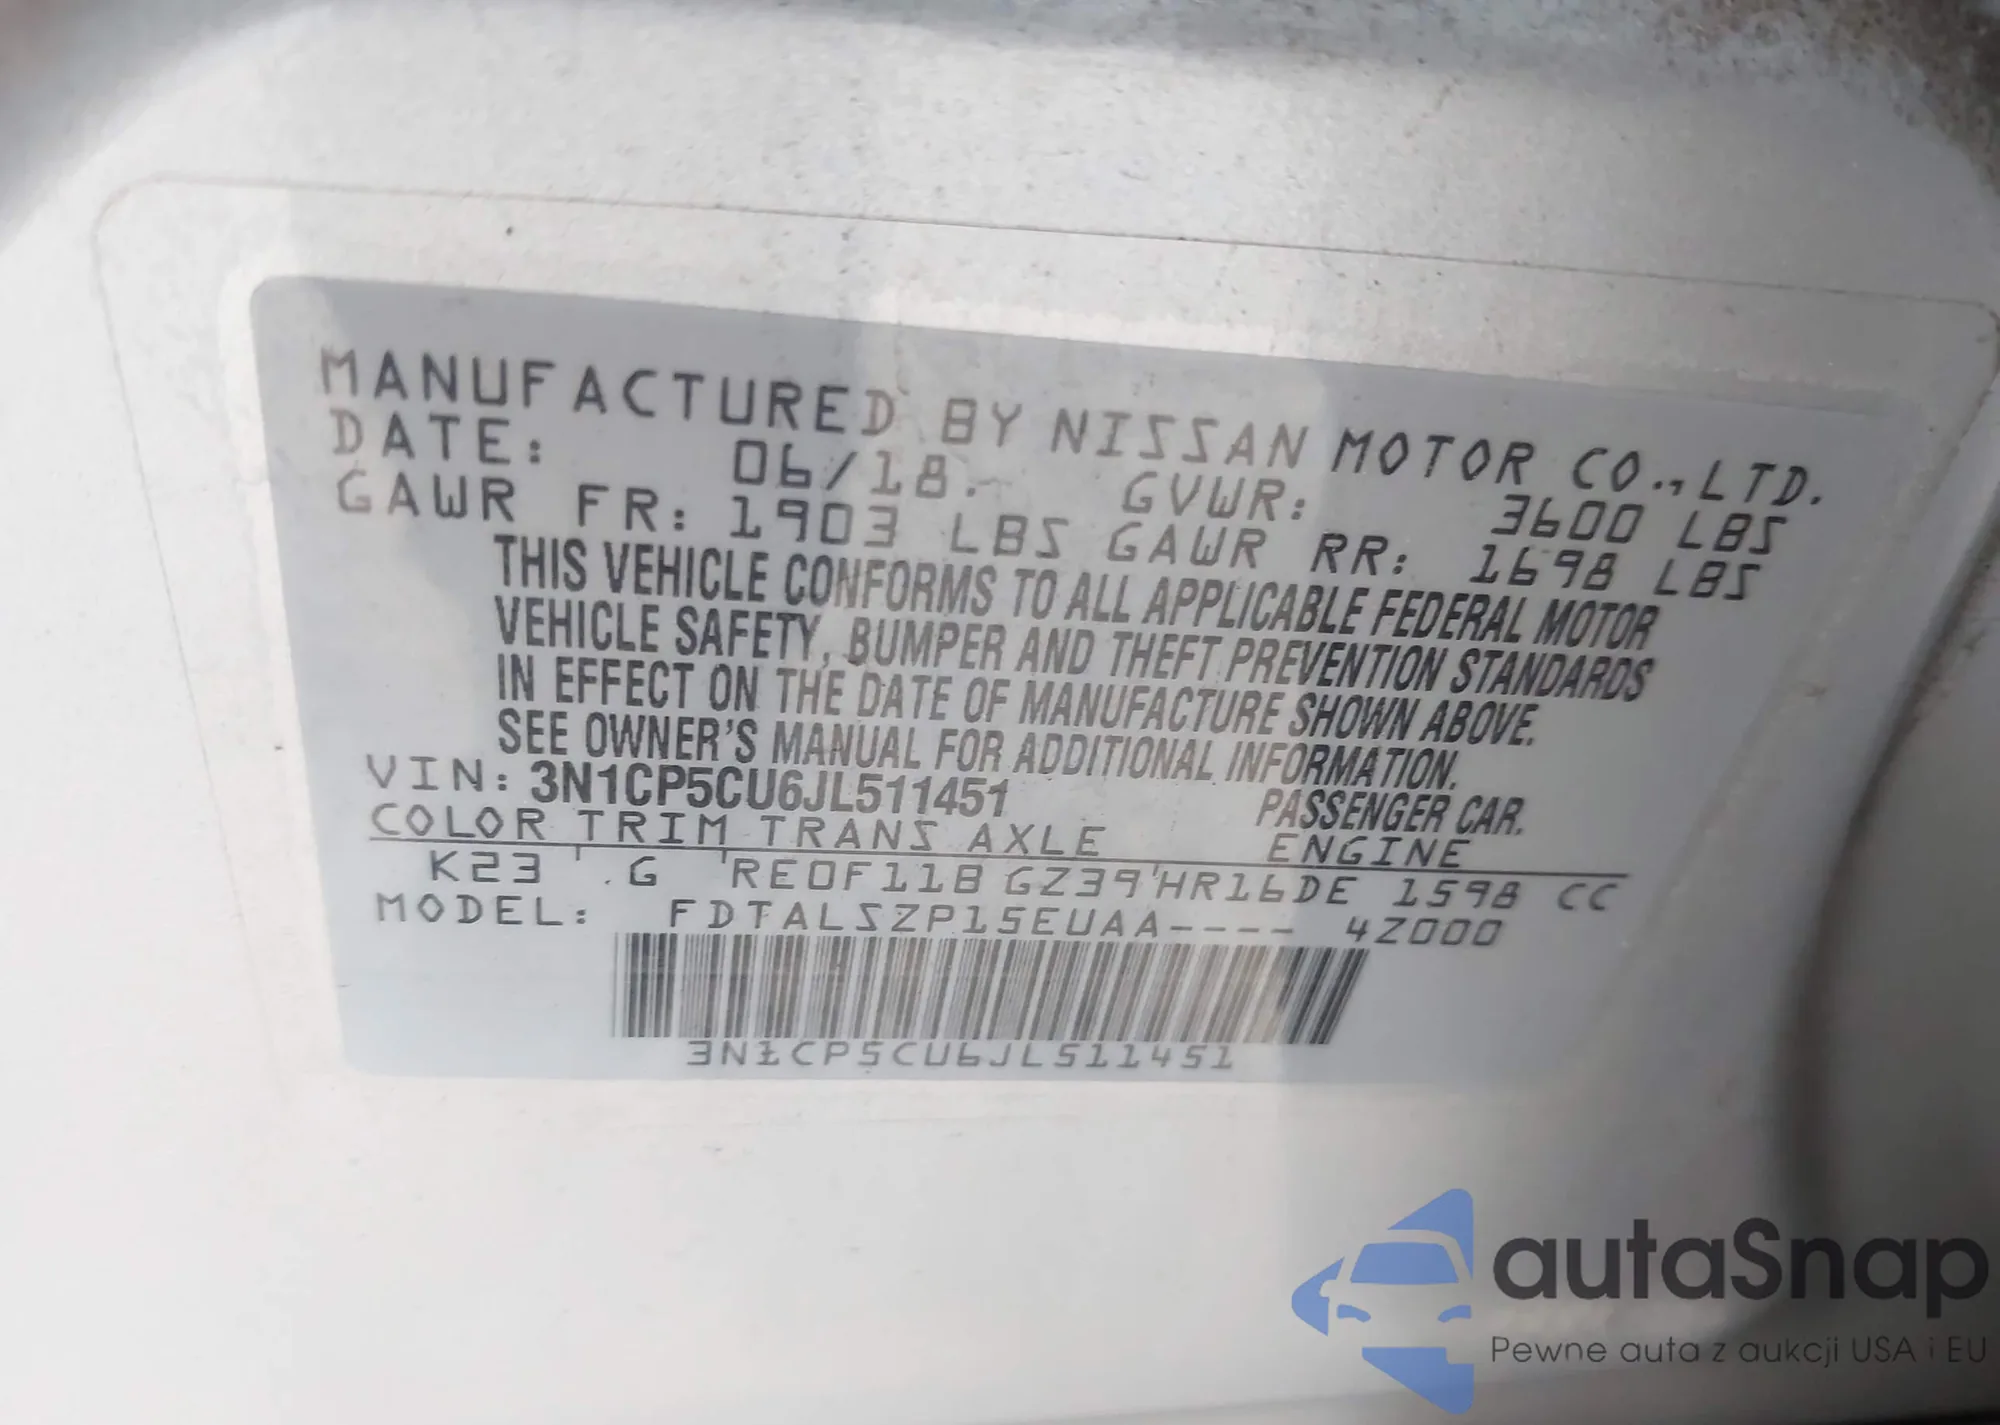 MANUFACTURED BY NISSAN MOTOR CO.,LTD.
DATE: 06/18. GVWR: 3600 LBS
GAWR FR: 1903 LBS GAWR RR: 1698 LBS
THIS VEHICLE CONFORMS TO ALL APPLICABLE FEDERAL MOTOR
VEHICLE SAFETY, BUMPER AND THEFT PREVENTION STANDARDS
IN EFFECT ON THE DATE OF MANUFACTURE SHOWN ABOVE.
SEE OWNER'S MANUAL FOR ADDITIONAL INFORMATION.
VIN: 3N1CP5CU6JL511451 PASSENGER CAR.
COLOR TRIM TRANS AXLE ENGINE
K23 G RE0F11B GZ39 HR16DE 1598 CC
MODEL: FDTALSZP15EUAA---- 4Z000
3N1CP5CU6JL511451
autaSnap
Pewne auta z aukcji USA i EU